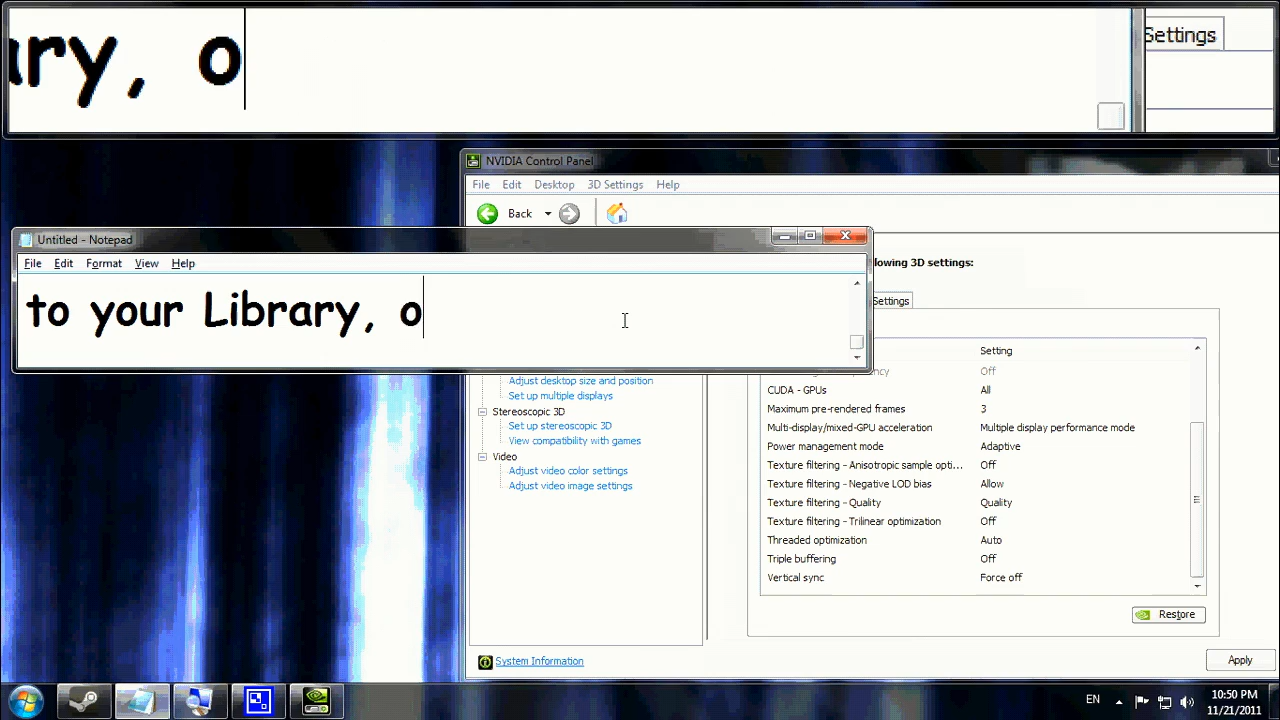 ary, o
Settings
NVIDIA Control Panel
File Edit Desktop 3D Settings Help
Back
Untitled - Notepad
File Edit Format View Help
to your Library, o
lowing 3D settings:
Settings
Setting
Off
CUDA - GPUs All
Maximum pre-rendered frames 3
Multi-display/mixed-GPU acceleration Multiple display performance mode
Power management mode Adaptive
Texture filtering - Anisotropic sample opti... Off
Texture filtering - Negative LOD bias Allow
Texture filtering - Quality Quality
Texture filtering - Trilinear optimization Off
Threaded optimization Auto
Triple buffering Off
Vertical sync Force off
Adjust desktop size and position
Set up multiple displays
Stereoscopic 3D
Set up stereoscopic 3D
View compatibility with games
Video
Adjust video color settings
Adjust video image settings
Restore
System Information
Apply
EN
10:50 PM
11/21/2011